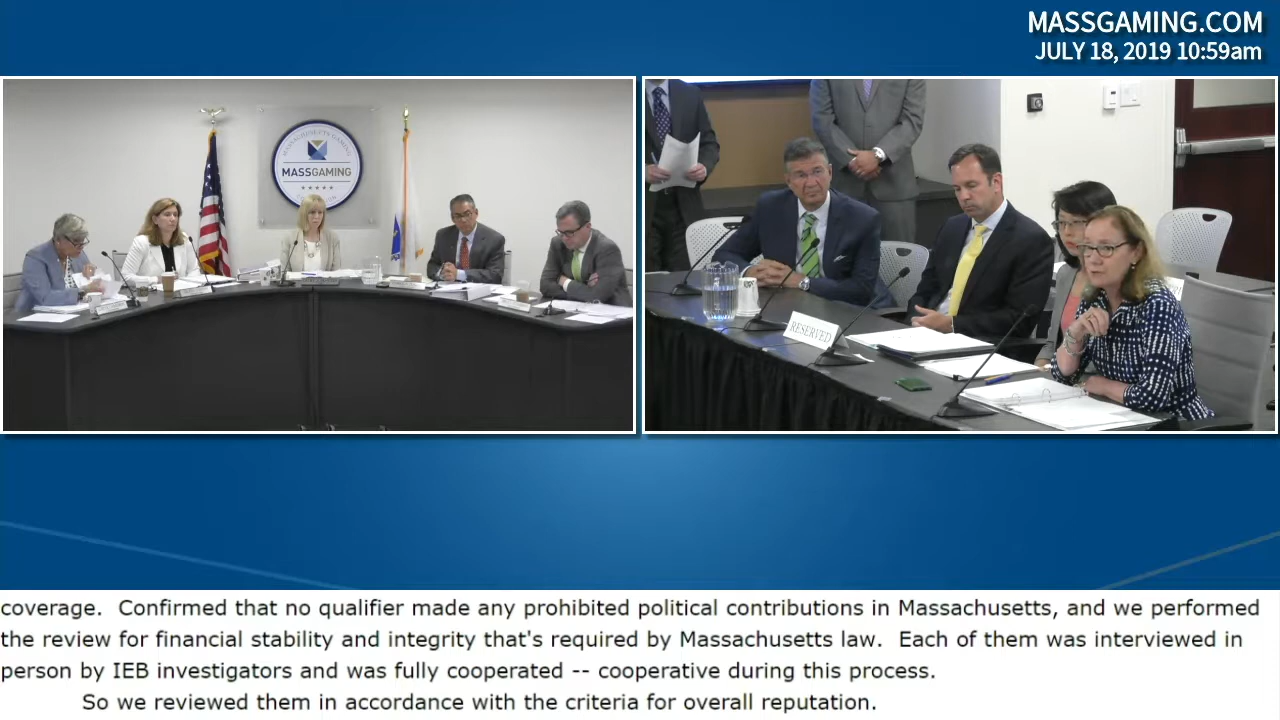 MASSGAMING.COM
JULY 18, 2019 10:59am
MASSACHUSETTS GAMING
MASSGAMING
RESERVED
coverage.  Confirmed that no qualifier made any prohibited political contributions in Massachusetts, and we performed
the review for financial stability and integrity that's required by Massachusetts law.  Each of them was interviewed in
person by IEB investigators and was fully cooperated -- cooperative during this process.
So we reviewed them in accordance with the criteria for overall reputation.